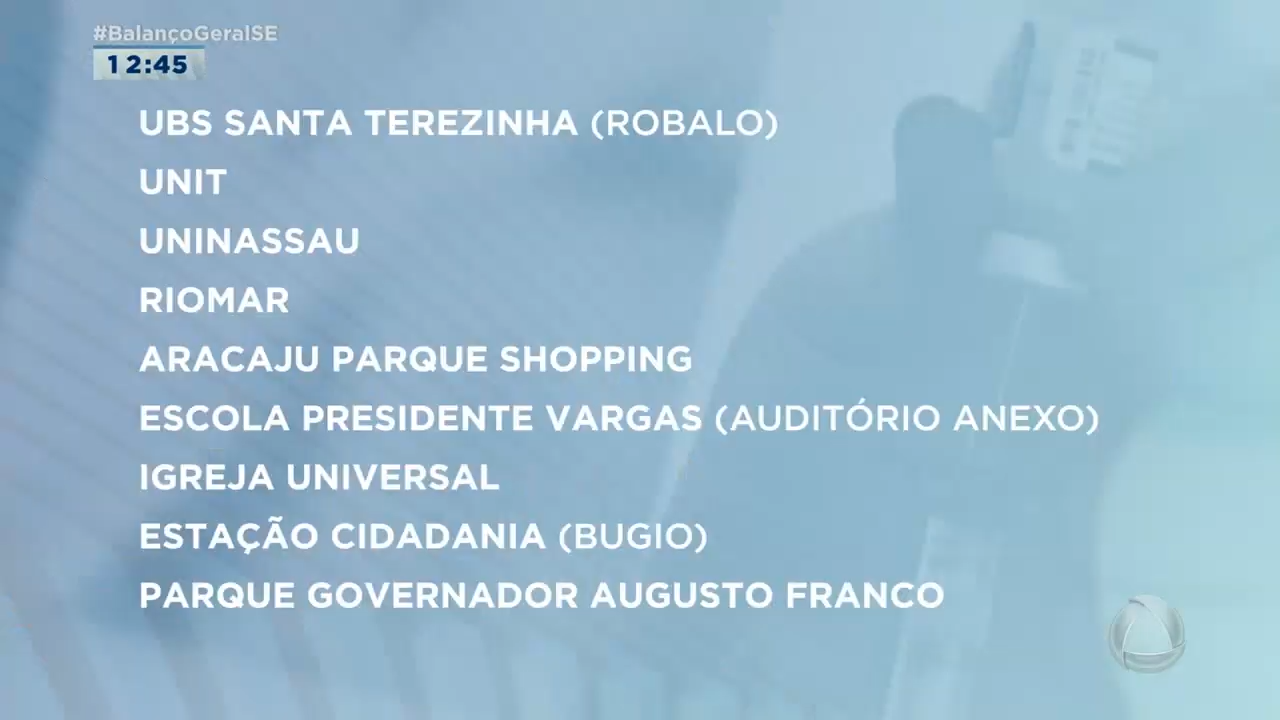 #BalançoGeralSE
12:45
UBS SANTA TEREZINHA (ROBALO)
UNIT
UNINASSAU
RIOMAR
ARACAJU PARQUE SHOPPING
ESCOLA PRESIDENTE VARGAS (AUDITÓRIO ANEXO)
IGREJA UNIVERSAL
ESTAÇÃO CIDADANIA (BUGIO)
PARQUE GOVERNADOR AUGUSTO FRANCO